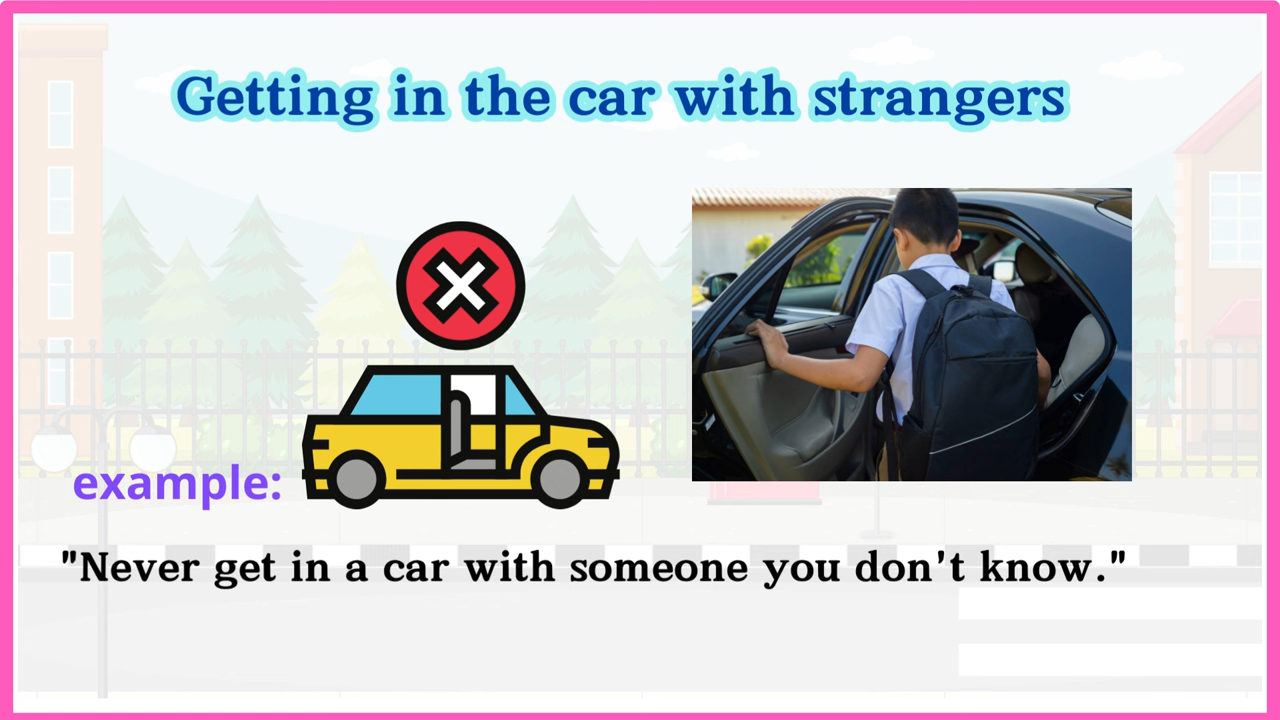 Getting in the car with strangers
example:
"Never get in a car with someone you don't know."